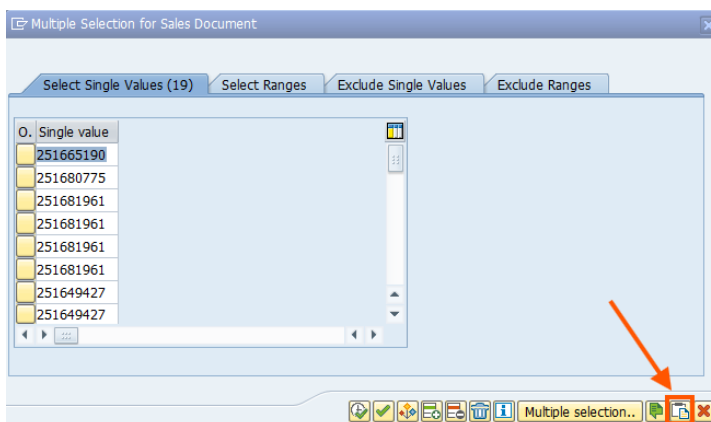 Multiple Selection for Sales Document
Select Single Values (19) Select Ranges Exclude Single Values Exclude Ranges
O. Single value
251665190
251680775
251681961
251681961
251681961
251681961
251649427
251649427
Multiple selection..